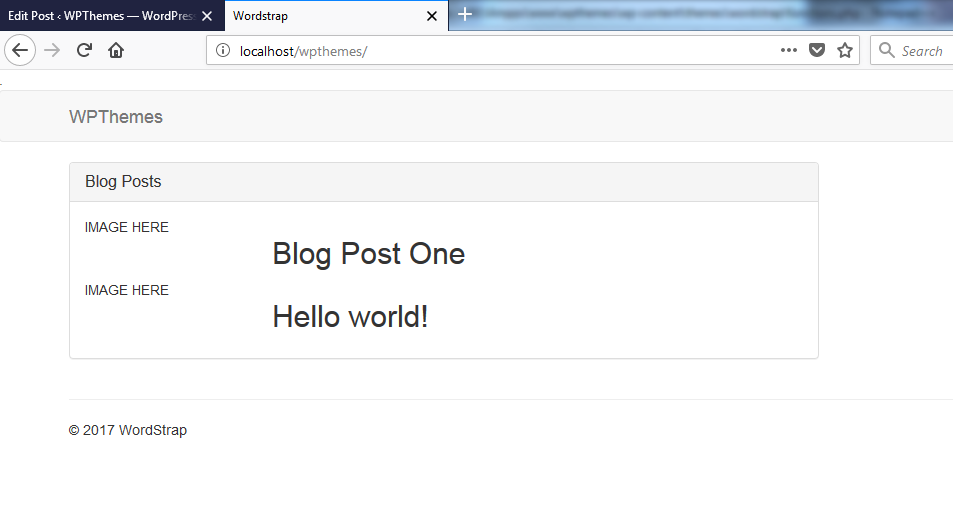 Edit Post ‹ WPThemes — WordPres
Wordstrap
localhost/wpthemes/
Search
WPThemes
Blog Posts
IMAGE HERE
Blog Post One
IMAGE HERE
Hello world!
© 2017 WordStrap